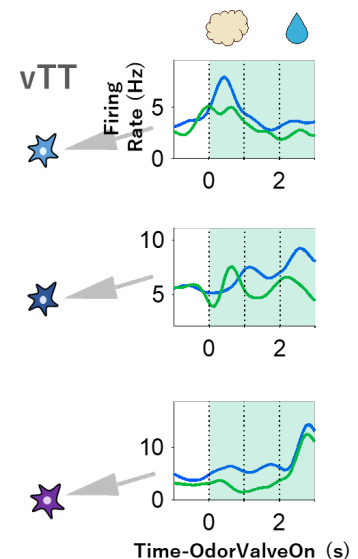 vTT
Firing
Rate (Hz)
5
0
0 2
10
5
0 2
10
0
0 2
Time-OdorValveOn (s)